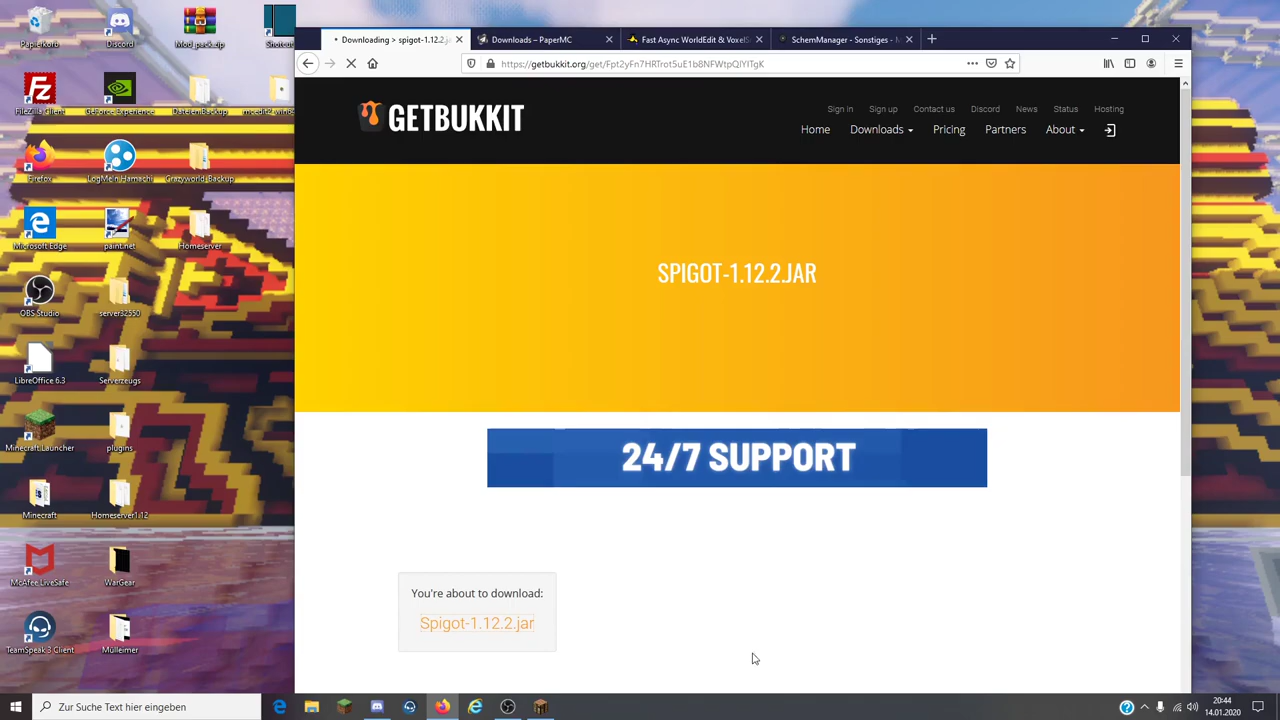 Papierkorb
Discord
Mod_pack.zip
Shotcut
FileZilla Client
GeForce Experience
DateienBackup
Firefox
LogMeIn Hamachi
Crazyworld_Backup
Microsoft Edge
paint.net
Homeserver
OBS Studio
server32550
LibreOffice 6.3
Serverzeugs
Minecraft Launcher
plugins
Minecraft
Homeserver1.12
McAfee LiveSafe
WarGear
TeamSpeak 3 Client
Mülleimer
Downloading > spigot-1.12.2.ja
Downloads – PaperMC
Fast Async WorldEdit & VoxelS
SchemManager - Sonstiges - M
https://getbukkit.org/get/Fpt2yFn7HRTrot5uE1b8NFWtpQIYITgK
GETBUKKIT
Sign in Sign up Contact us Discord News Status Hosting
Home Downloads Pricing Partners About
SPIGOT-1.12.2.JAR
24/7 SUPPORT
You're about to download:
Spigot-1.12.2.jar
Zur Suche Text hier eingeben
20:44
14.01.2020